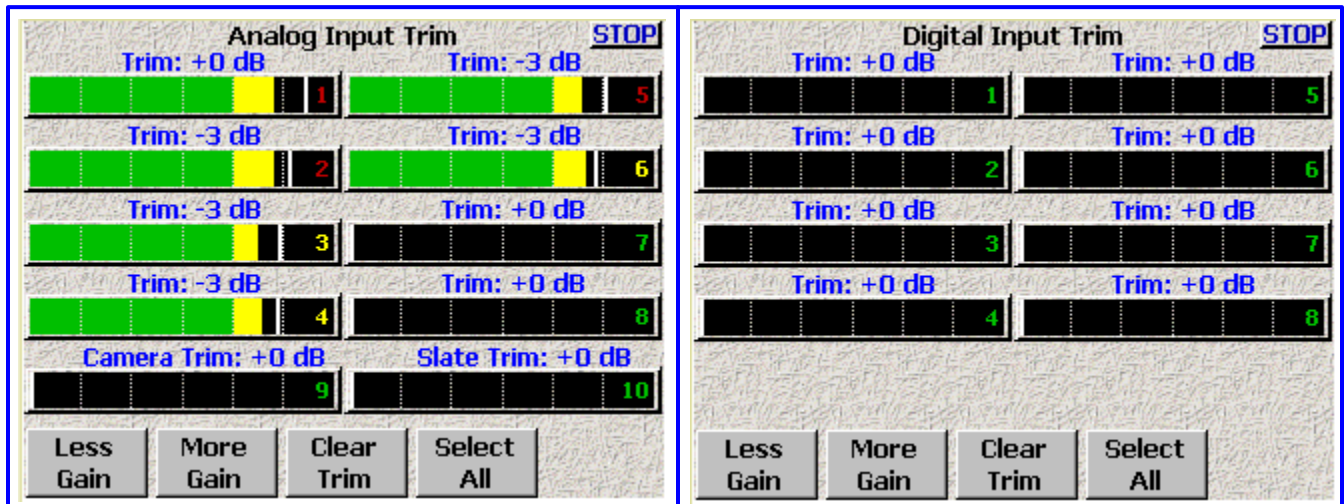 Analog Input Trim STOP
Trim: +0 dB Trim: -3 dB
1 5
Trim: -3 dB Trim: -3 dB
2 6
Trim: -3 dB Trim: +0 dB
3 7
Trim: -3 dB Trim: +0 dB
4 8
Camera Trim: +0 dB Slate Trim: +0 dB
9 10
Less Gain
More Gain
Clear Trim
Select All
Digital Input Trim STOP
Trim: +0 dB Trim: +0 dB
1 5
Trim: +0 dB Trim: +0 dB
2 6
Trim: +0 dB Trim: +0 dB
3 7
Trim: +0 dB Trim: +0 dB
4 8
Less Gain
More Gain
Clear Trim
Select All